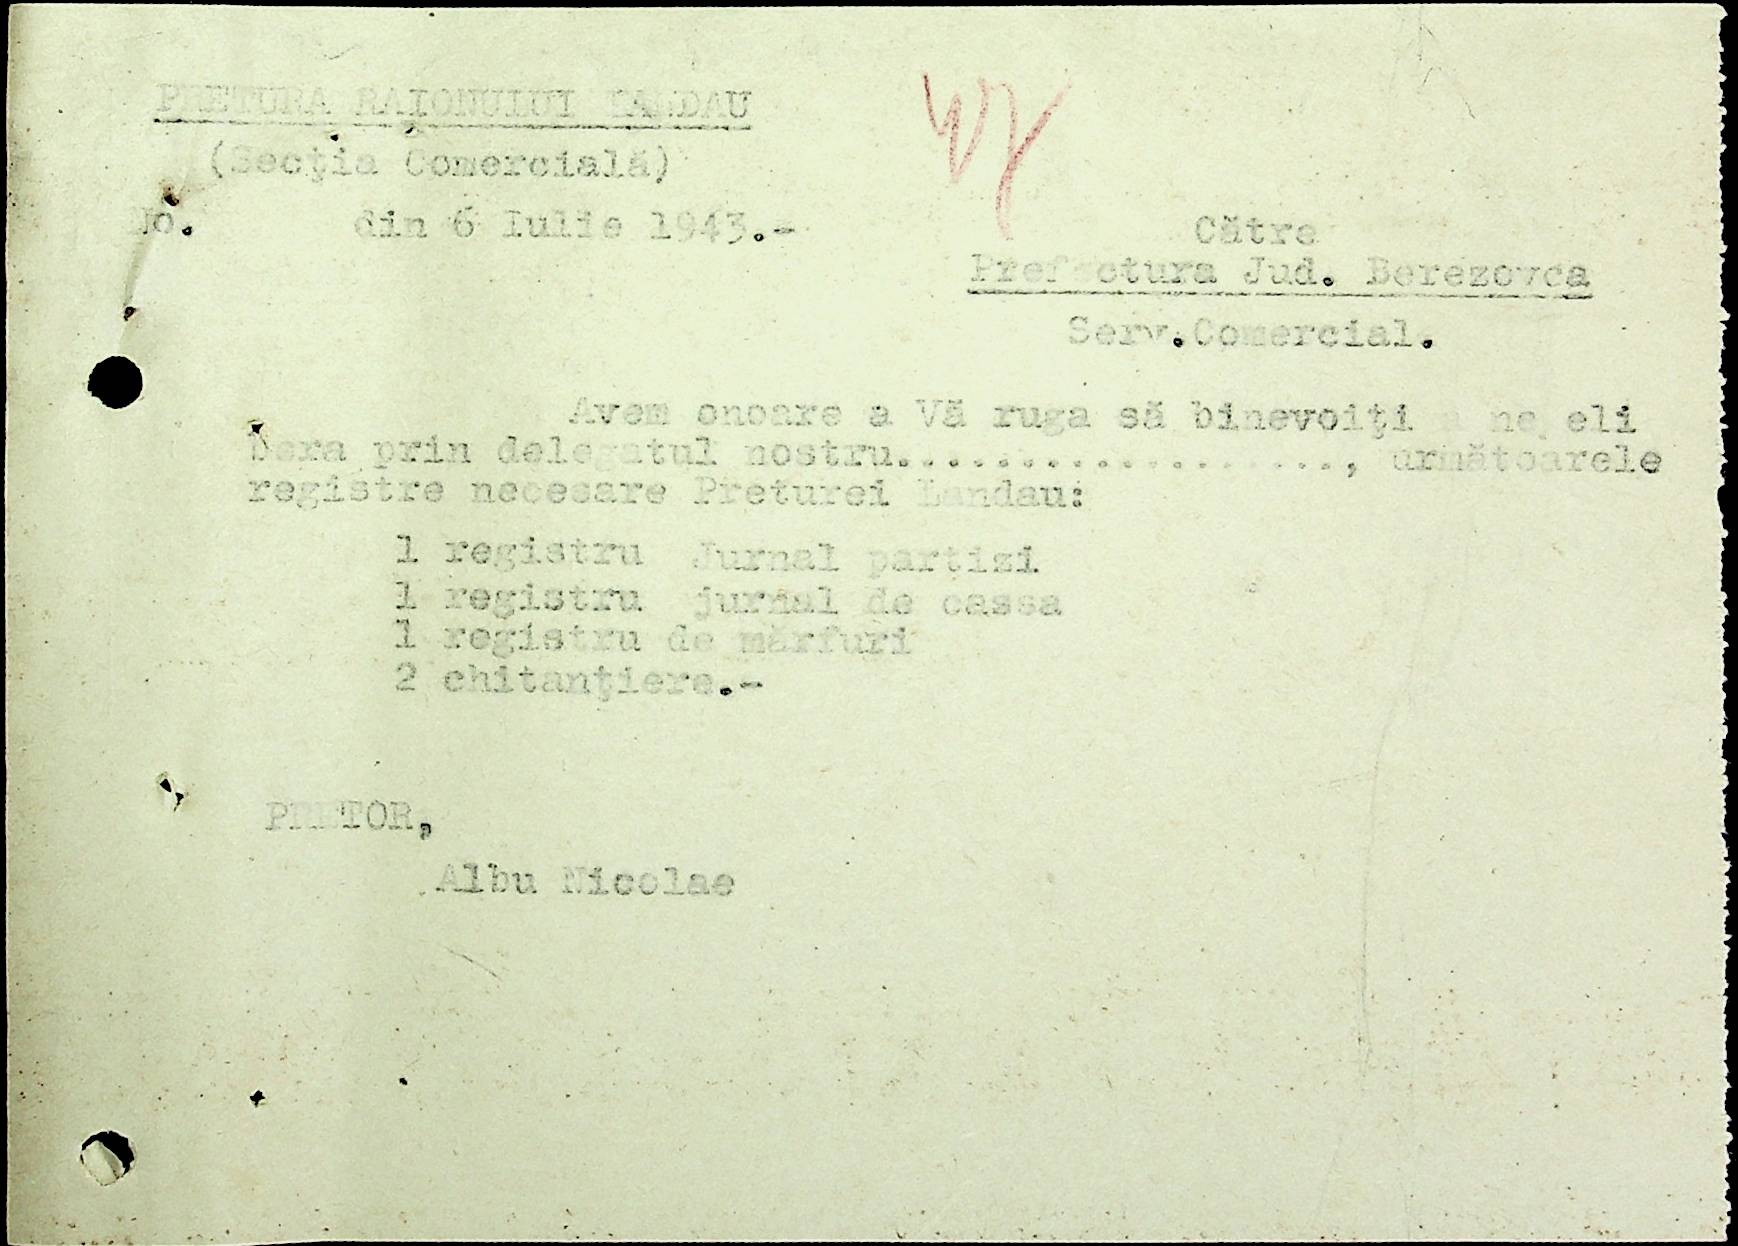 PRETURA RAIONULUI LANDAU
(Secţia Comercială)
No. din 6 Iulie 1943.-
Către
Prefectura Jud. Berezovca
Serv.Comercial.
Avem onoare a Vă ruga să binevoiţi a ne eli
bera prin delegatul nostru...................., următoarele
registre necesare Preturei Landau:
1 registru Jurnal partizi
1 registru jurnal de cassa
1 registru de mărfuri
2 chitanţiere.-
PRETOR,
Albu Nicolae